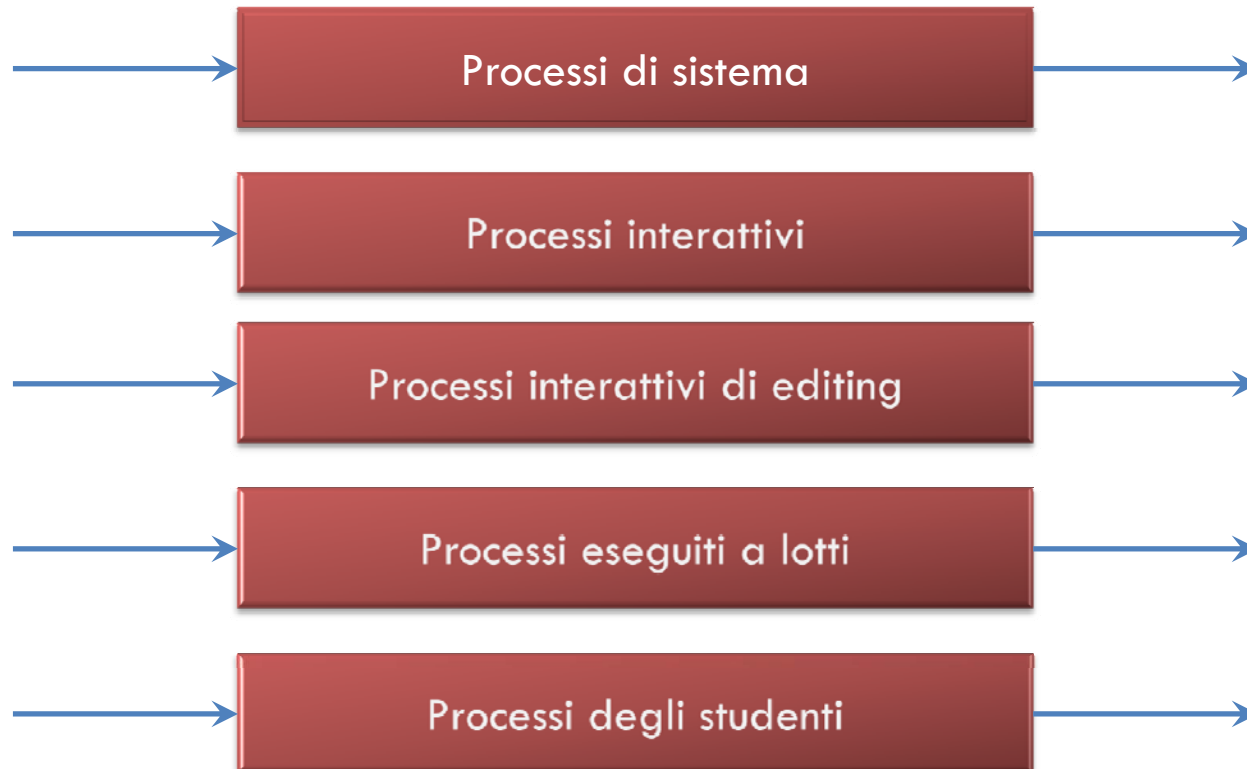 Processi di sistema
Processi interattivi
Processi interattivi di editing
Processi eseguiti a lotti
Processi degli studenti